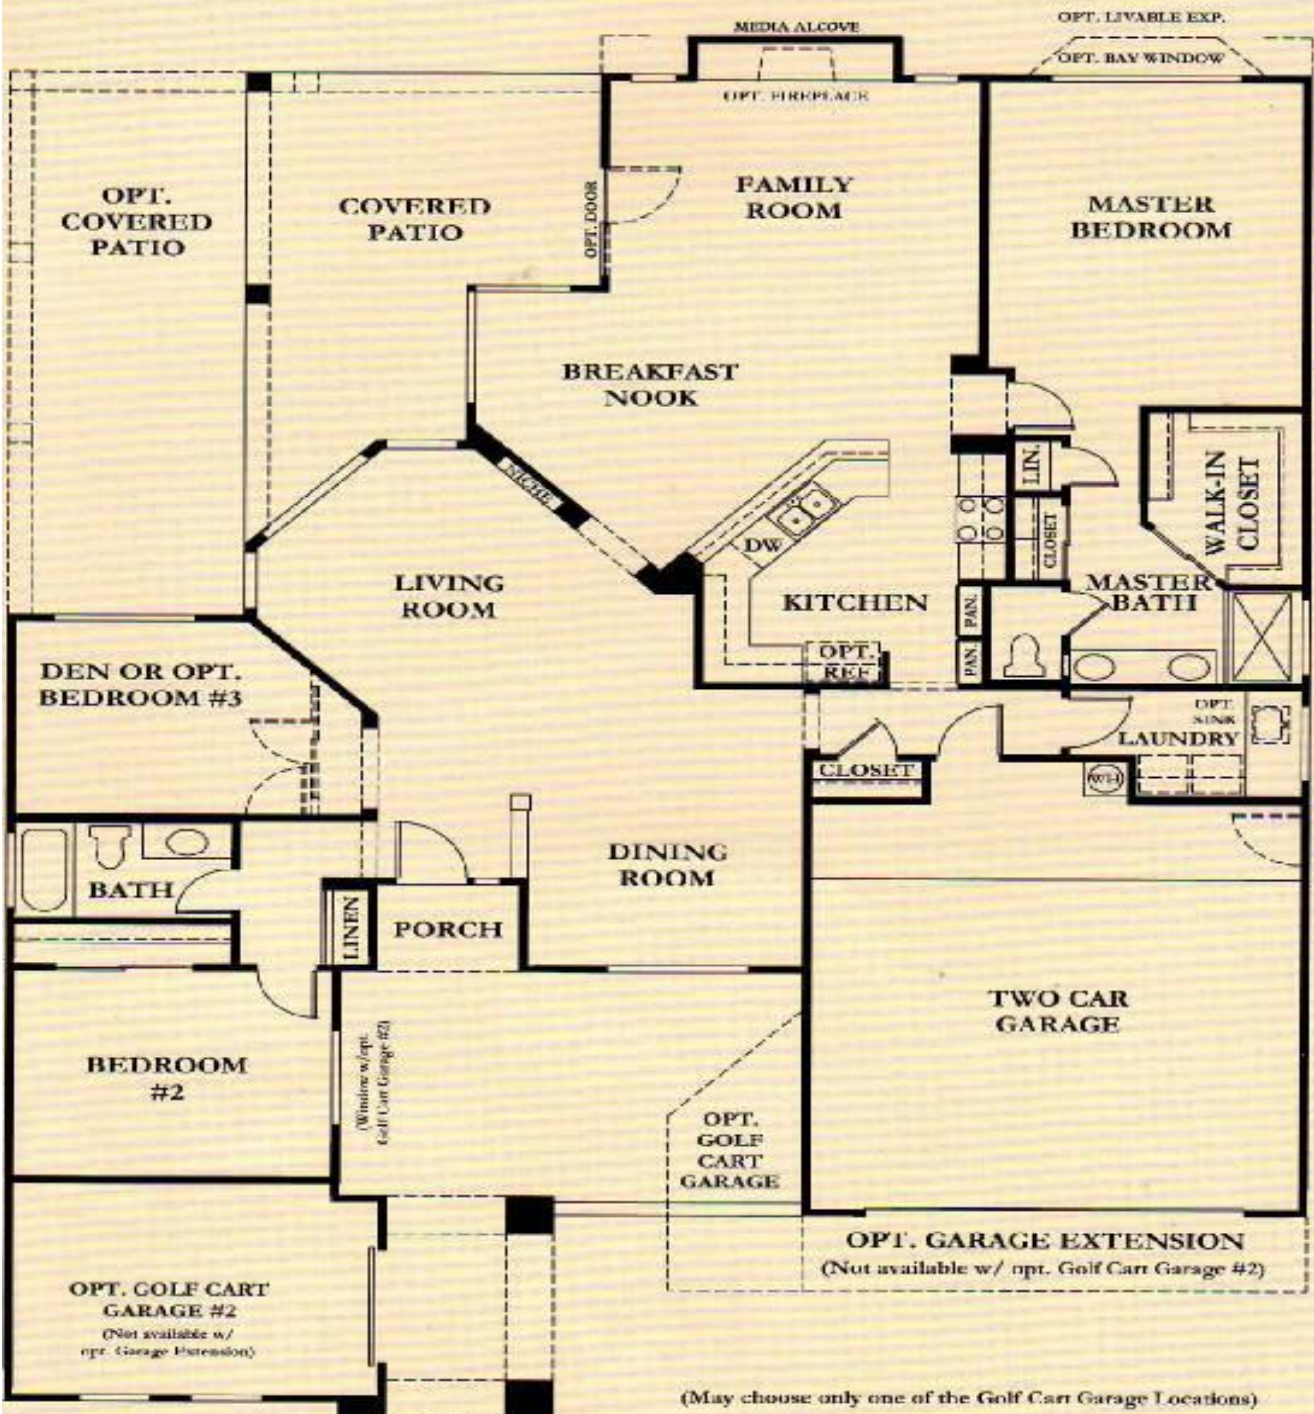 OPT. LIVABLE EXP.
MEDIA ALCOVE
OPT. BAY WINDOW
OPT. FIREPLACE
OPT.
COVERED
PATIO
COVERED
PATIO
OPT. DOOR
FAMILY
ROOM
MASTER
BEDROOM
BREAKFAST
NOOK
NICHE
LIN.
WALK-IN
CLOSET
CLOSET
DW
LIVING
ROOM
KITCHEN
MASTER
BATH
PAN.
PAN.
OPT.
REF
DEN OR OPT.
BEDROOM #3
OPT.
SINK
LAUNDRY
CLOSET
WH
DINING
ROOM
BATH
LINEN
PORCH
TWO CAR
GARAGE
BEDROOM
#2
(Window w/opt.
Golf Cart Garage #2)
OPT.
GOLF
CART
GARAGE
OPT. GARAGE EXTENSION
(Not available w/ opt. Golf Cart Garage #2)
OPT. GOLF CART
GARAGE #2
(Not available w/
opt. Garage Extension)
(May choose only one of the Golf Cart Garage Locations)